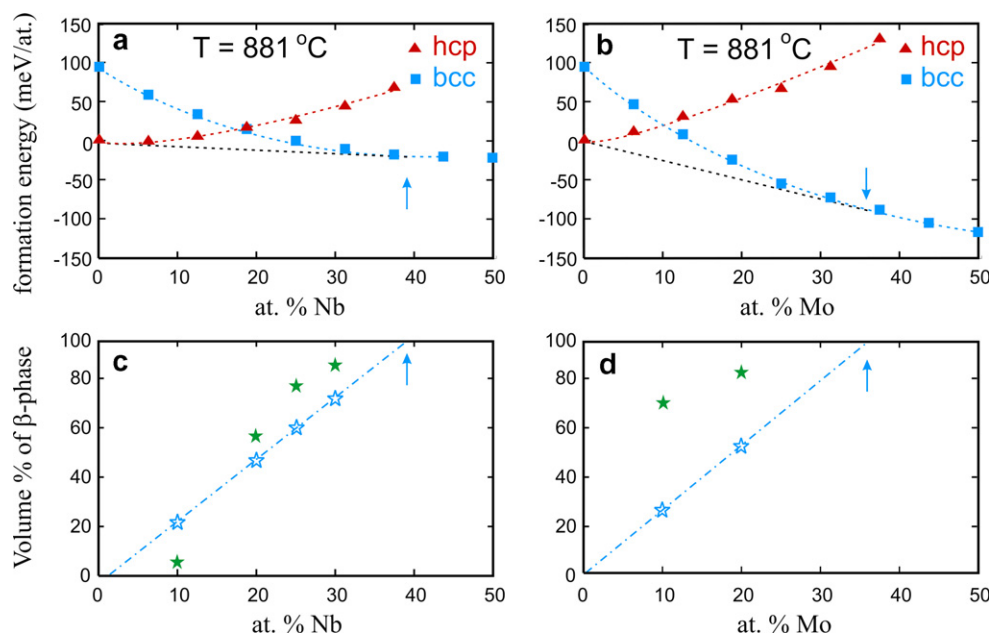 a
T = 881 °C
hcp
bcc
formation energy (meV/at.)
150
100
50
0
-50
-100
-150
0 10 20 30 40 50
at. % Nb
b
T = 881 °C
hcp
bcc
150
100
50
0
-50
-100
-150
0 10 20 30 40 50
at. % Mo
c
Volume % of β-phase
100
80
60
40
20
0
0 10 20 30 40 50
at. % Nb
d
100
80
60
40
20
0
0 10 20 30 40 50
at. % Mo